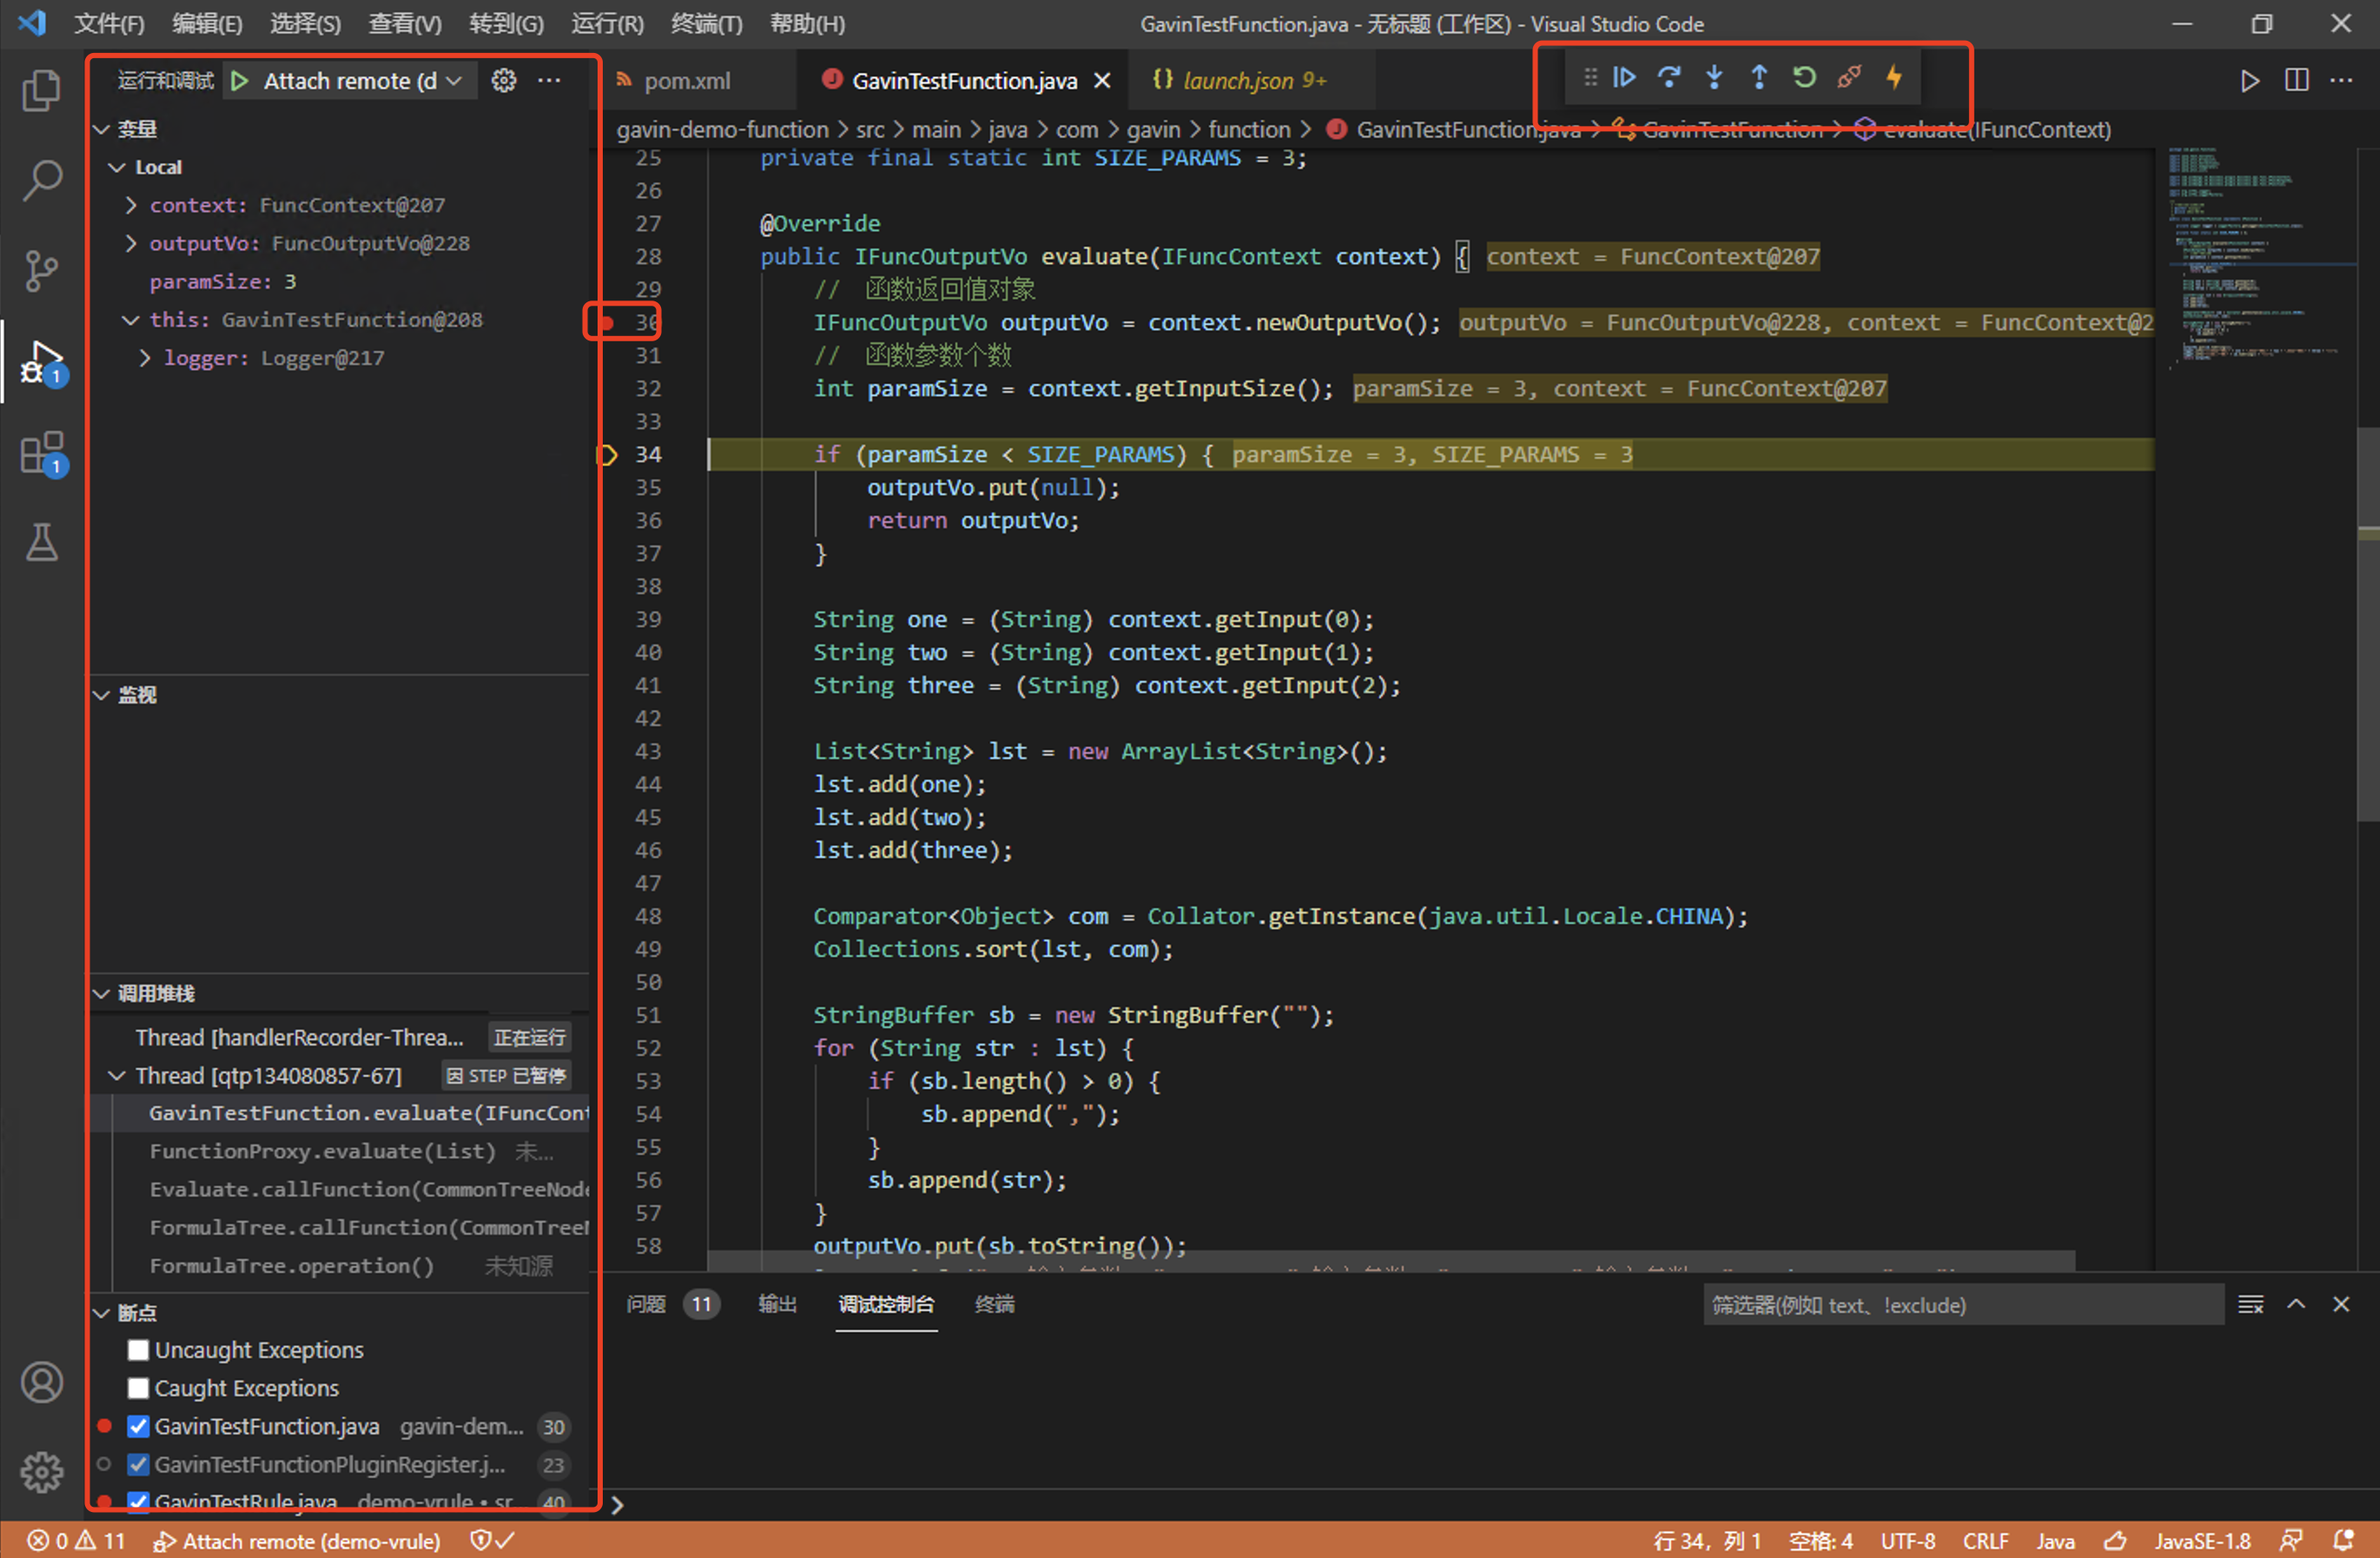 文件(F) 编辑(E) 选择(S) 查看(V) 转到(G) 运行(R) 终端(T) 帮助(H)
GavinTestFunction.java - 无标题 (工作区) - Visual Studio Code
运行和调试 Attach remote (d
变量
Local
context: FuncContext@207
outputVo: FuncOutputVo@228
paramSize: 3
this: GavinTestFunction@208
logger: Logger@217
监视
调用堆栈
Thread [handlerRecorder-Threa... 正在运行
Thread [qtp134080857-67] 因 STEP 已暂停
GavinTestFunction.evaluate(IFuncCont
FunctionProxy.evaluate(List) 未...
Evaluate.callFunction(CommonTreeNode
FormulaTree.callFunction(CommonTreeN
FormulaTree.operation() 未知源
断点
Uncaught Exceptions
Caught Exceptions
GavinTestFunction.java gavin-dem... 30
GavinTestFunctionPluginRegister.j... 23
GavinTestRule.java demo-vrule • sr... 40
1
1
pom.xml
GavinTestFunction.java
launch.json 9+
gavin-demo-function > src > main > java > com > gavin > function > GavinTestFunction.java > GavinTestFunction > evaluate(IFuncContext)
25 private final static int SIZE_PARAMS = 3;
26
27 @Override
28 public IFuncOutputVo evaluate(IFuncContext context) { context = FuncContext@207
29 // 函数返回值对象
30 IFuncOutputVo outputVo = context.newOutputVo(); outputVo = FuncOutputVo@228, context = FuncContext@2
31 // 函数参数个数
32 int paramSize = context.getInputSize(); paramSize = 3, context = FuncContext@207
33
34 if (paramSize < SIZE_PARAMS) { paramSize = 3, SIZE_PARAMS = 3
35 outputVo.put(null);
36 return outputVo;
37 }
38
39 String one = (String) context.getInput(0);
40 String two = (String) context.getInput(1);
41 String three = (String) context.getInput(2);
42
43 List<String> lst = new ArrayList<String>();
44 lst.add(one);
45 lst.add(two);
46 lst.add(three);
47
48 Comparator<Object> com = Collator.getInstance(java.util.Locale.CHINA);
49 Collections.sort(lst, com);
50
51 StringBuffer sb = new StringBuffer("");
52 for (String str : lst) {
53 if (sb.length() > 0) {
54 sb.append(",");
55 }
56 sb.append(str);
57 }
58 outputVo.put(sb.toString());
问题 11 输出 调试控制台 终端
筛选器(例如 text、!exclude)
0 11 Attach remote (demo-vrule)
行 34，列 1 空格: 4 UTF-8 CRLF Java JavaSE-1.8